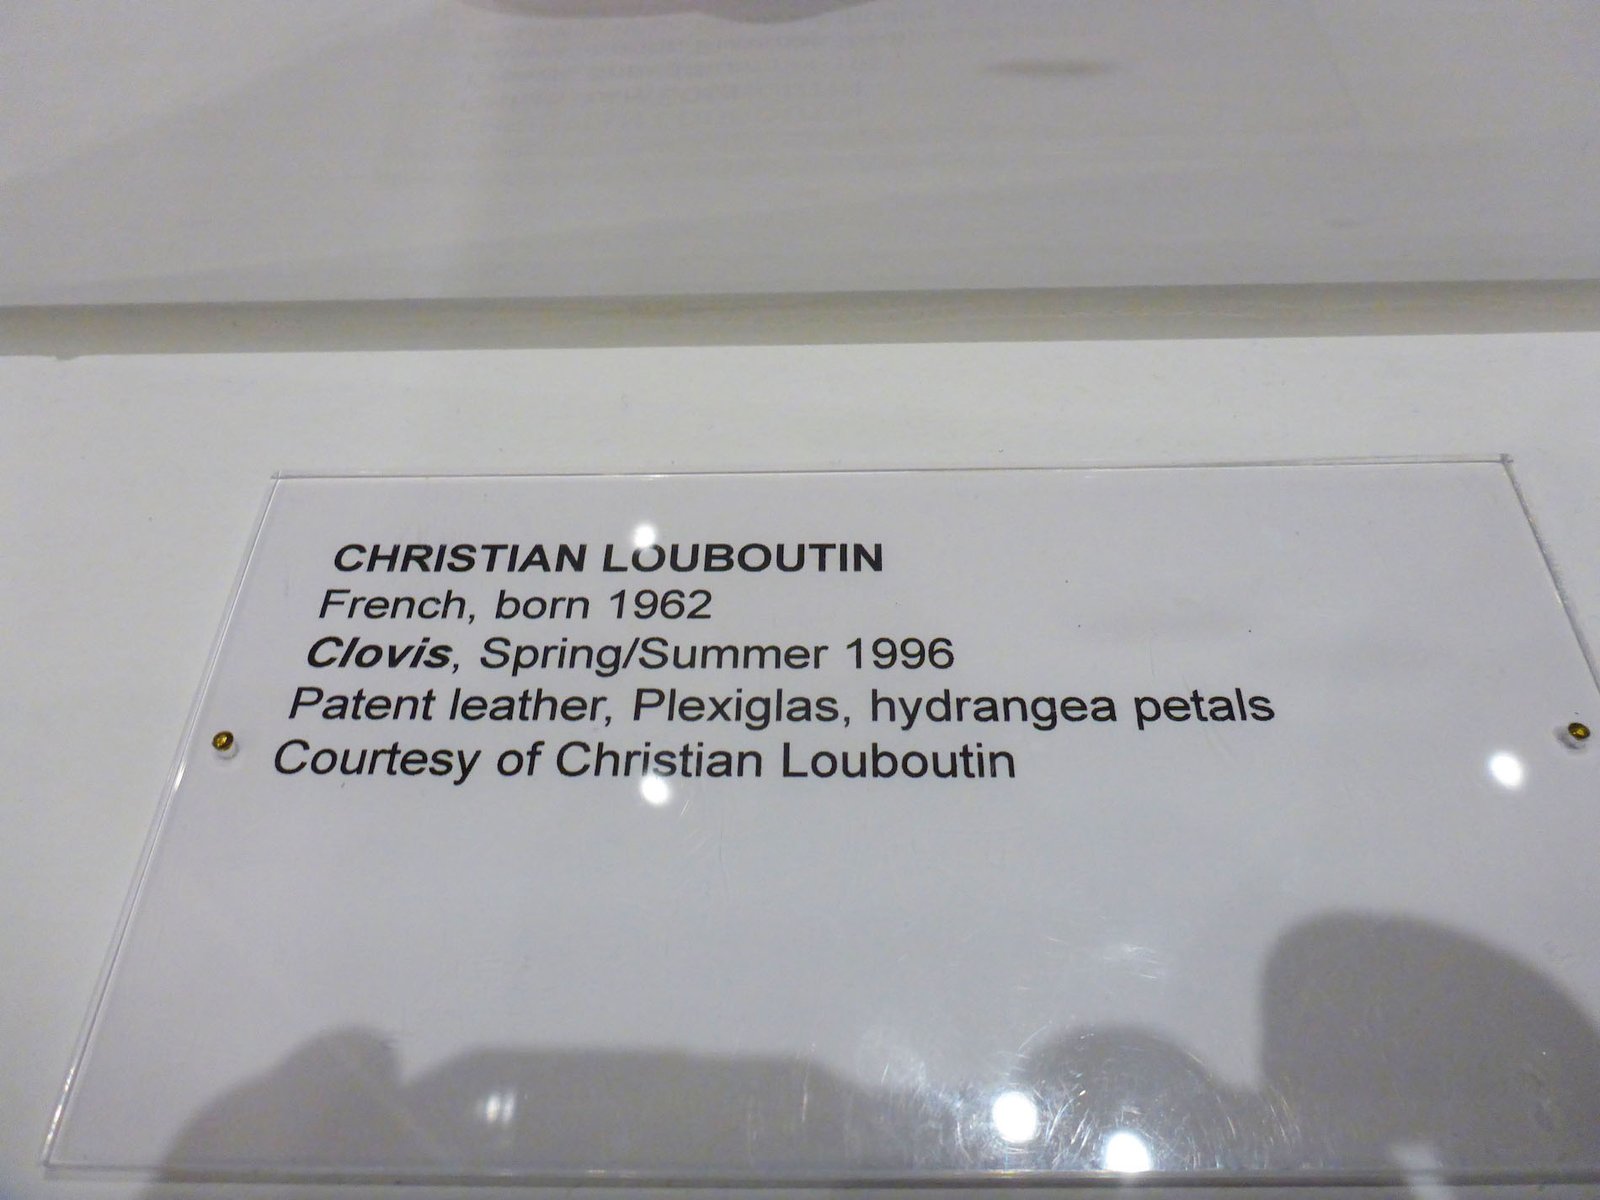 CHRISTIAN LOUBOUTIN
French, born 1962
Clovis, Spring/Summer 1996
Patent leather, Plexiglas, hydrangea petals
Courtesy of Christian Louboutin